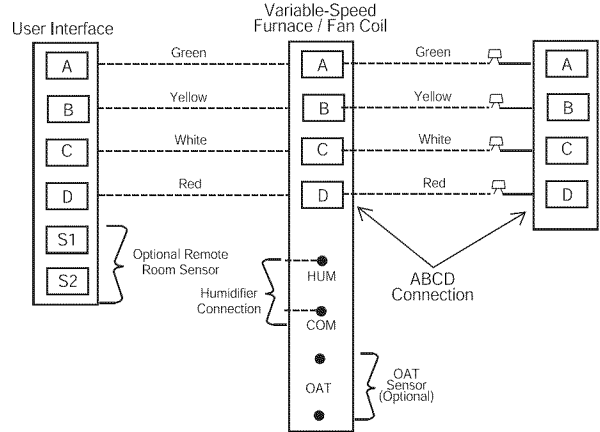 User Interface
Variable-Speed
Furnace / Fan Coil
A Green A Green A
B Yellow B Yellow B
C White C White C
D Red D Red D
S1
S2
Optional Remote
Room Sensor
HUM
Humidifier
Connection
COM
ABCD
Connection
OAT
OAT
Sensor
(Optional)